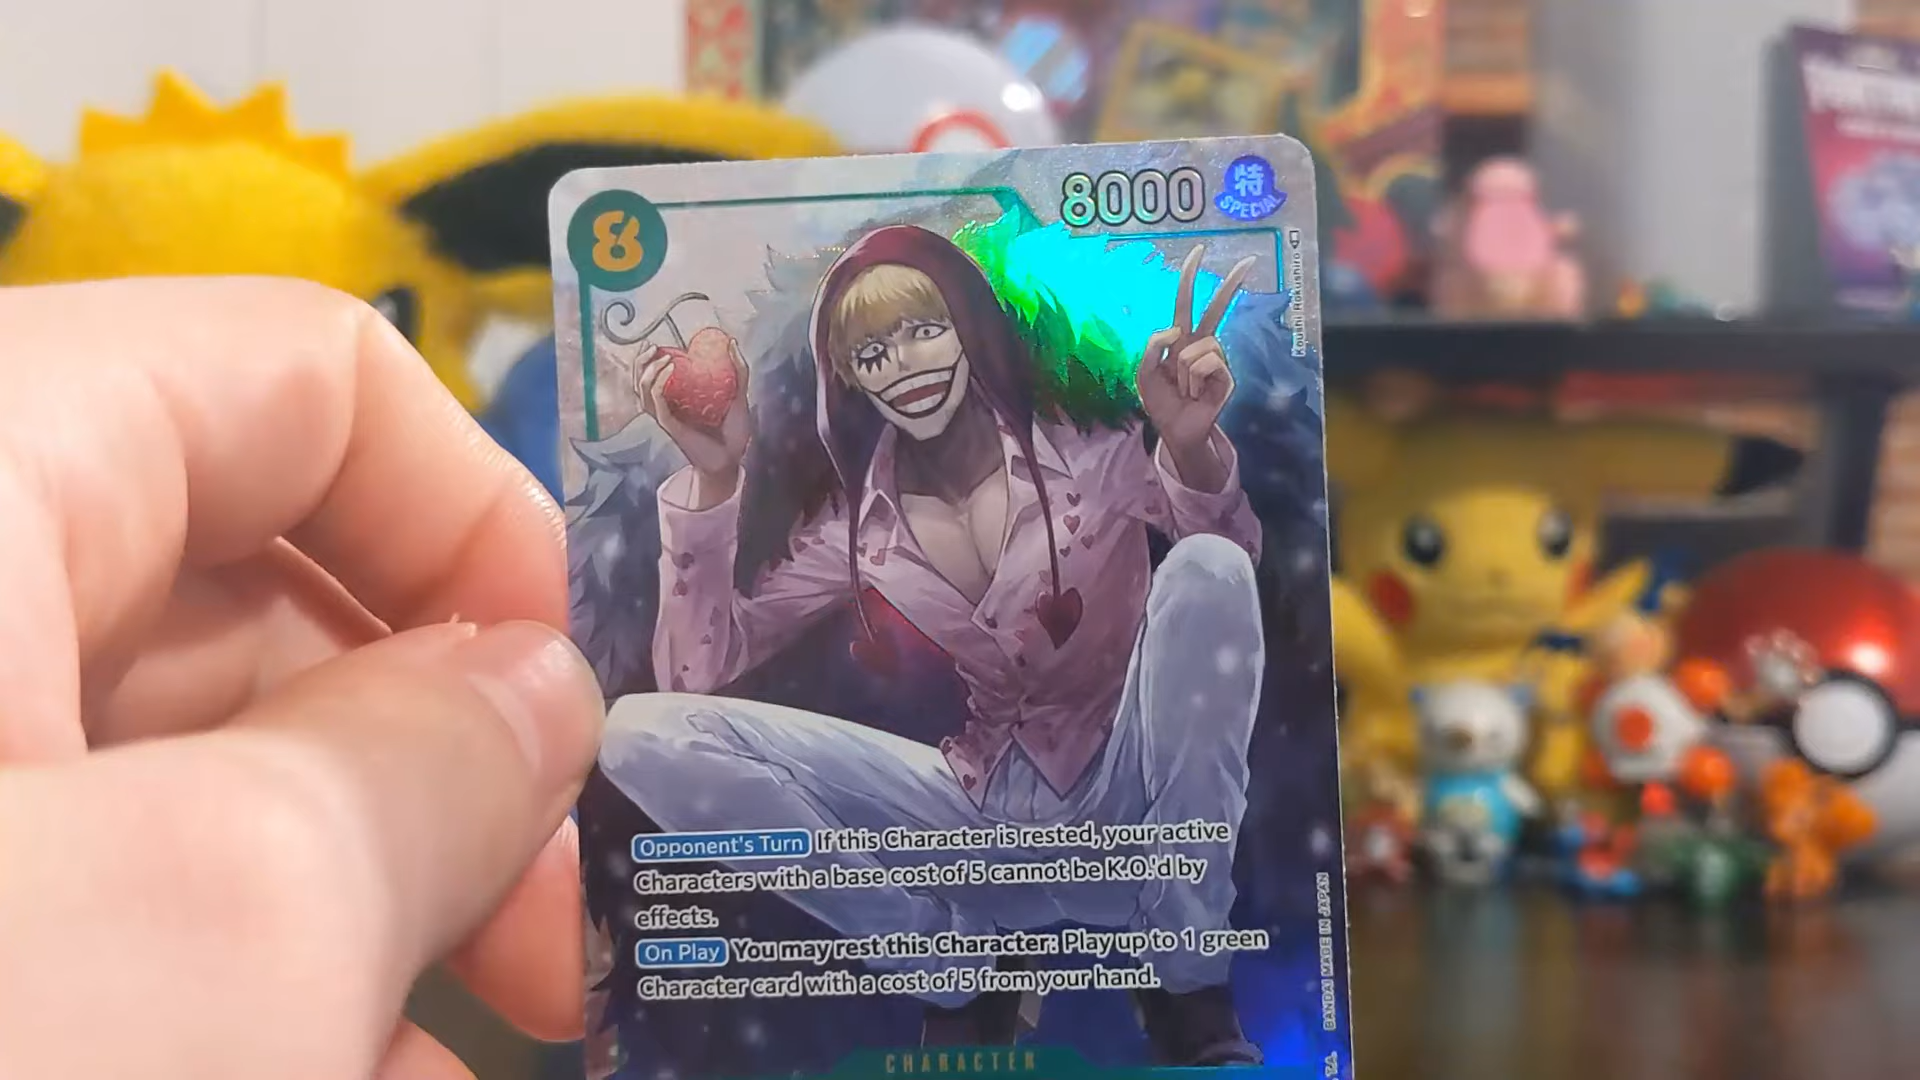 8
8000
特
SPECIAL
Koushi Rokushiro
Opponent's Turn If this Character is rested, your active
Characters with a base cost of 5 cannot be K.O.'d by
effects.
On Play You may rest this Character: Play up to 1 green
Character card with a cost of 5 from your hand.
BANDAI MADE IN JAPAN
CHARACTER